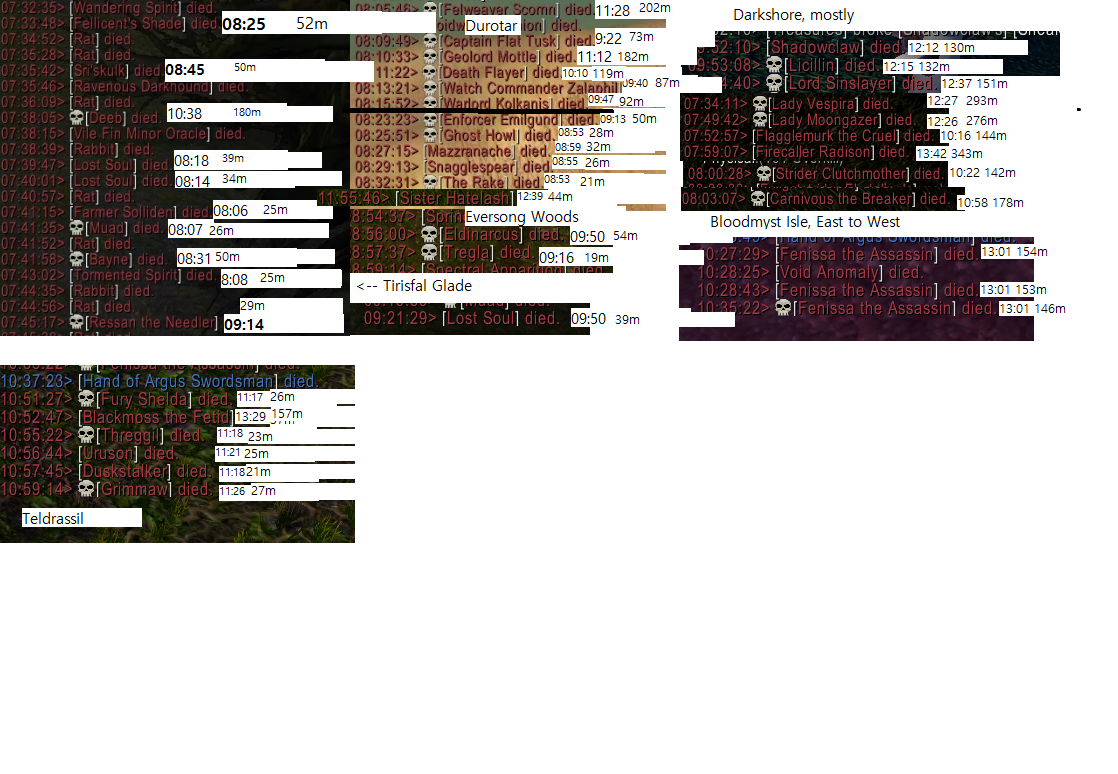 07:32:35> [Wandering Spirit] died.
07:33:48> [Fellicent's Shade] died. 08:25 52m
07:34:52> [Rat] died.
07:35:42> [Sri'skulk] died. 08:45 50m
07:35:46> [Ravenous Darkhound] died.
07:36:09> [Rat] died.
07:38:05> [Deeb] died. 10:38 180m
07:38:15> [Vile Fin Minor Oracle] died.
07:38:39> [Rabbit] died.
07:39:47> [Lost Soul] died. 08:18 39m
07:40:01> [Lost Soul] died. 08:14 34m
07:40:57> [Rat] died.
07:41:15> [Farmer Solliden] died. 08:06 25m
07:41:35> [Muad] died. 08:07 26m
07:41:52> [Rat] died.
07:41:58> [Bayne] died. 08:31 50m
07:43:02> [Tormented Spirit] died. 8:08 25m
07:44:35> [Rabbit] died.
07:44:56> [Rat] died. 29m
07:45:17> [Ressan the Needler] 09:14
08:05:46> [Felweaver Scornn] died. 11:28 202m
Durotar
08:09:49> [Captain Flat Tusk] died. 9:22 73m
08:10:33> [Geolord Mottle] died. 11:12 182m
11:22> [Death Flayer] died. 10:10 119m
08:13:21> [Watch Commander Zalaphil 09:40 87m
08:15:52> [Warlord Kolkanis] died. 09:47 92m
08:23:23> [Enforcer Emilgund] died. 09:13 50m
08:25:51> [Ghost Howl] died. 08:53 28m
08:27:15> [Mazzranache] died. 08:59 32m
08:29:13> [Snagglespear] died. 08:55 26m
08:32:31> [The Rake] died. 08:53 21m
11:55:46> [Sister Hatelash] 12:39 44m
8:54:37> [Sprin Eversong Woods
8:56:00> [Eldinarcus] died. 09:50 54m
8:57:37> [Tregla] died. 09:16 19m
8:59:14> [Spectral Apparition] died.
<-- Tirisfal Glade
09:21:29> [Lost Soul] died. 09:50 39m
Darkshore, mostly
9:52:10> [Shadowclaw] died. 12:12 130m
09:53:08> [Licillin] died. 12:15 132m
4:40> [Lord Sinslayer] died. 12:37 151m
07:34:11> [Lady Vespira] died. 12:27 293m
07:49:42> [Lady Moongazer] died. 12:26 276m
07:52:57> [Flagglemurk the Cruel] died. 10:16 144m
07:59:07> [Firecaller Radison] died. 13:42 343m
08:00:28> [Strider Clutchmother] died. 10:22 142m
08:03:07> [Carnivous the Breaker] died. 10:58 178m
Bloodmyst Isle, East to West
[Hand of Argus Swordsman] died.
10:27:29> [Fenissa the Assassin] died. 13:01 154m
10:28:25> [Void Anomaly] died.
10:28:43> [Fenissa the Assassin] died. 13:01 153m
10:35:22> [Fenissa the Assassin] died. 13:01 146m
10:37:23> [Hand of Argus Swordsman] died.
10:51:27> [Fury Shelda] died. 11:17 26m
10:52:47> [Blackmoss the Fetid] 13:29 157m
10:55:22> [Threggil] died. 11:18 23m
10:56:44> [Uruson] died. 11:21 25m
10:57:45> [Duskstalker] died. 11:18 21m
10:59:14> [Grimmaw] died. 11:26 27m
Teldrassil